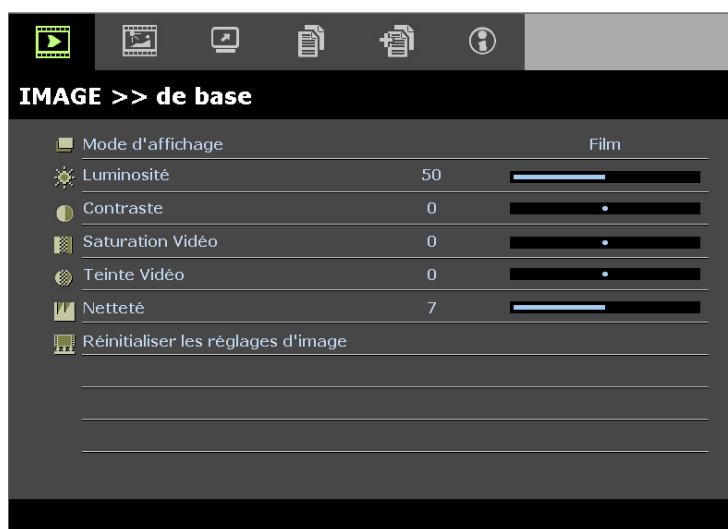 IMAGE >> de base
Mode d'affichage Film
Luminosité 50
Contraste 0
Saturation Vidéo 0
Teinte Vidéo 0
Netteté 7
Réinitialiser les réglages d'image